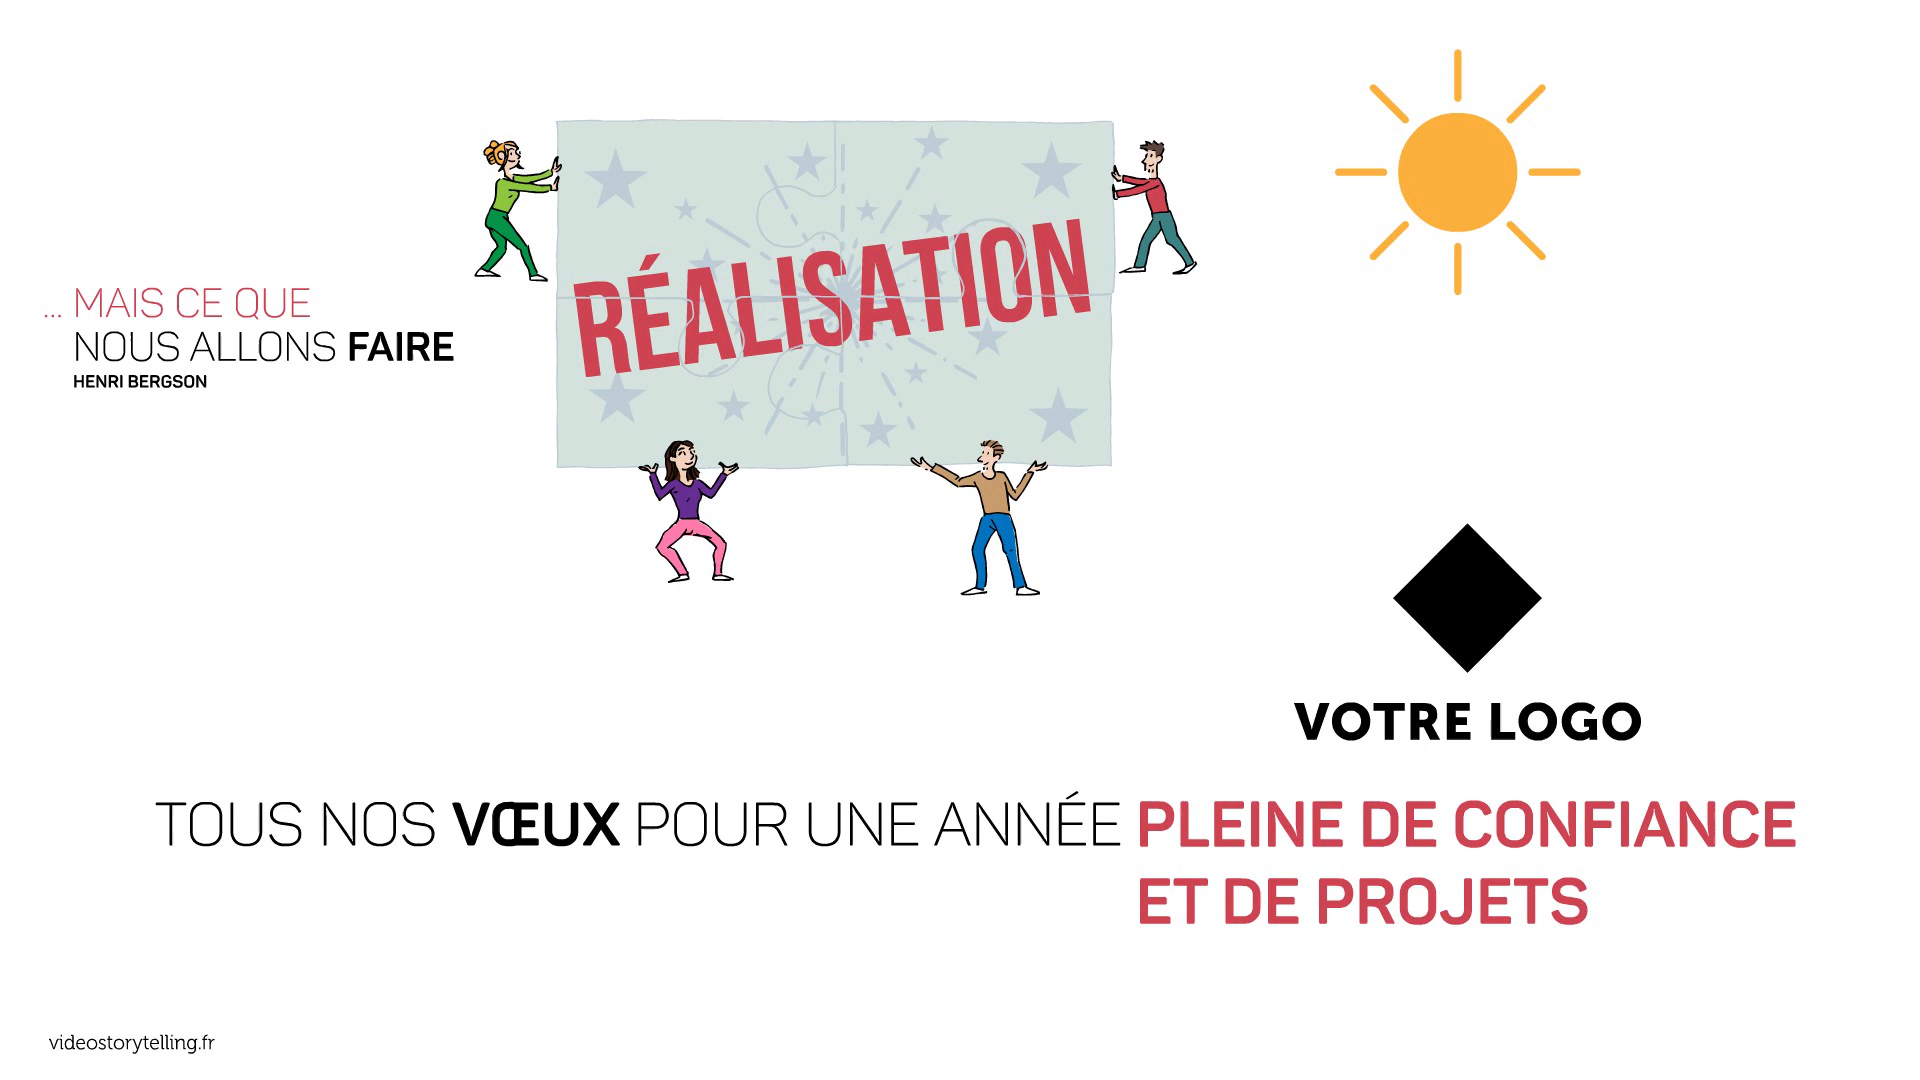 RÉALISATION
... MAIS CE QUE
NOUS ALLONS FAIRE
HENRI BERGSON
VOTRE LOGO
TOUS NOS VŒUX POUR UNE ANNÉE PLEINE DE CONFIANCE
ET DE PROJETS
videostorytelling.fr